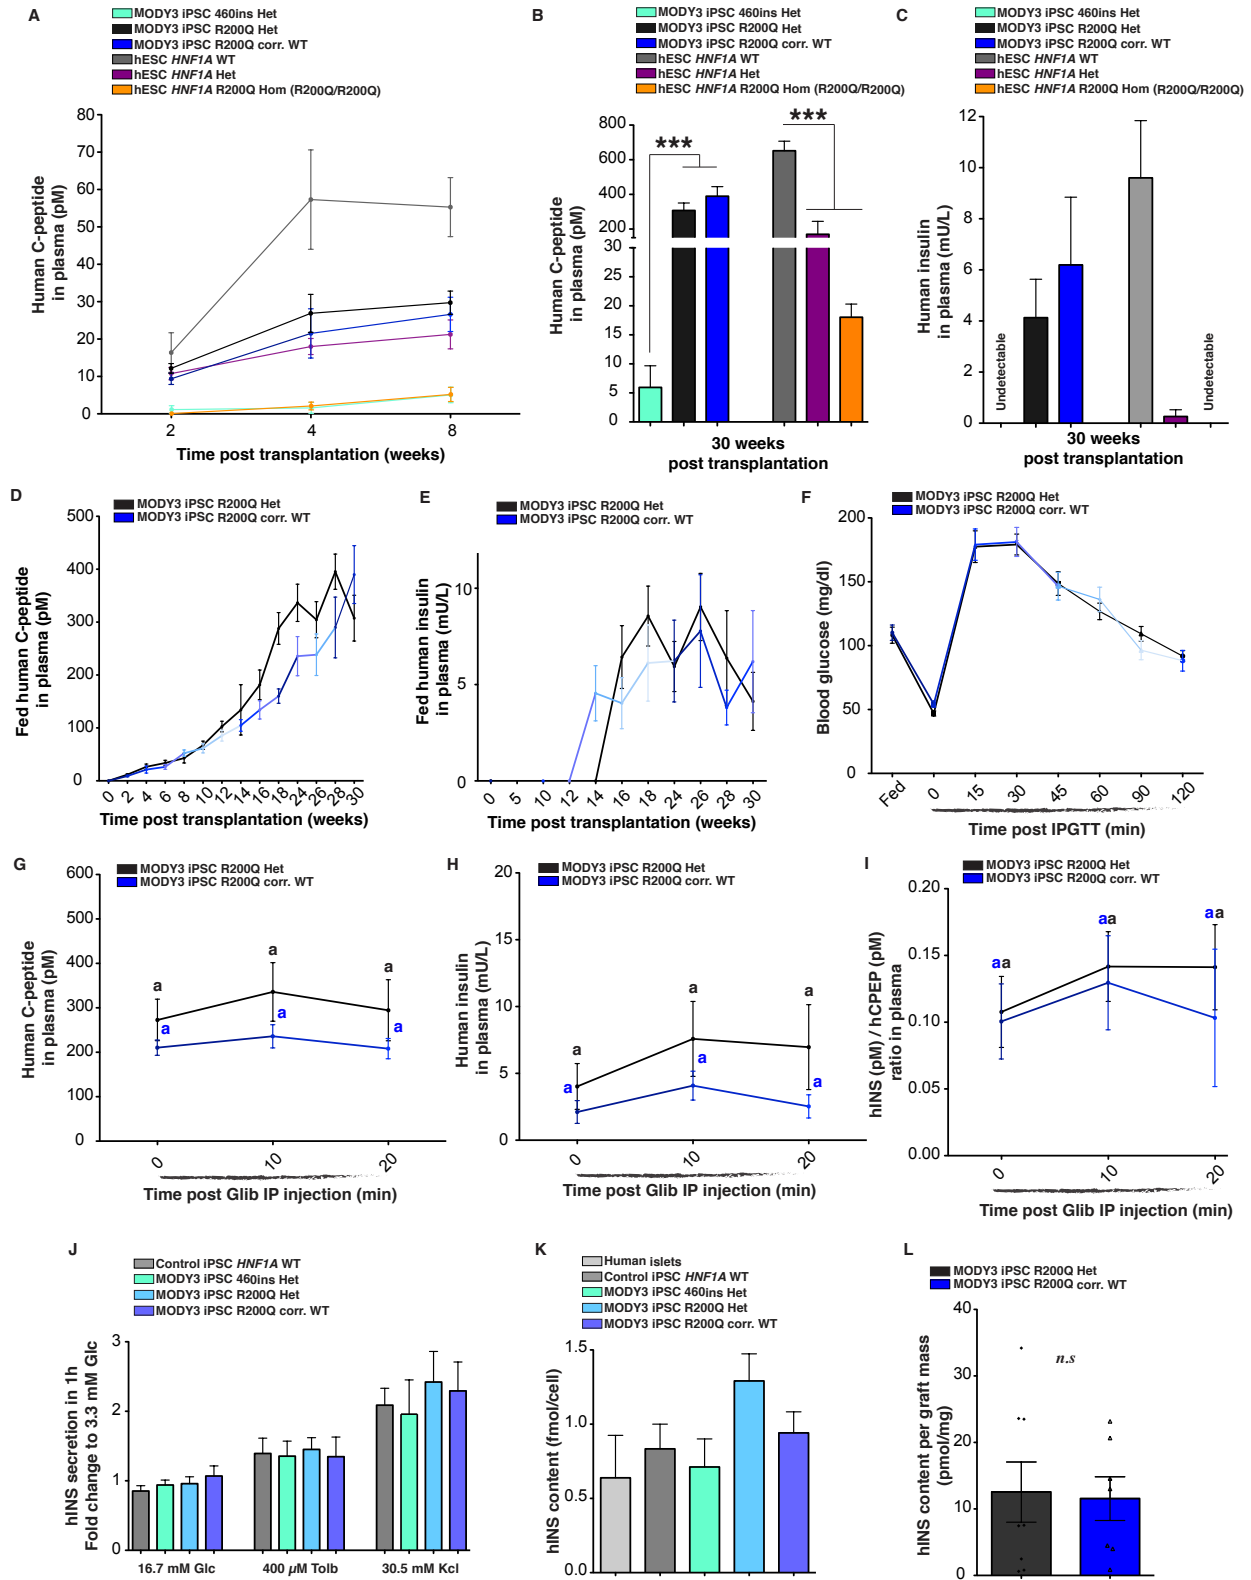 A
MODY3 iPSC 460ins Het
MODY3 iPSC R200Q Het
MODY3 iPSC R200Q corr. WT
hESC HNF1A WT
hESC HNF1A Het
hESC HNF1A R200Q Hom (R200Q/R200Q)
Human C-peptide
in plasma (pM)
80
70
60
50
40
30
20
10
0
2
4
8
Time post transplantation (weeks)
B
MODY3 iPSC 460ins Het
MODY3 iPSC R200Q Het
MODY3 iPSC R200Q corr. WT
hESC HNF1A WT
hESC HNF1A Het
hESC HNF1A R200Q Hom (R200Q/R200Q)
Human C-peptide
in plasma (pM)
800
600
400
200
30
25
20
15
10
5
0
***
***
30 weeks
post transplantation
C
MODY3 iPSC 460ins Het
MODY3 iPSC R200Q Het
MODY3 iPSC R200Q corr. WT
hESC HNF1A WT
hESC HNF1A Het
hESC HNF1A R200Q Hom (R200Q/R200Q)
Human insulin
in plasma (mU/L)
12
10
8
6
4
2
0
Undetectable
Undetectable
30 weeks
post transplantation
D
MODY3 iPSC R200Q Het
MODY3 iPSC R200Q corr. WT
Fed human C-peptide
in plasma (pM)
500
400
300
200
100
0
0 2 4 6 8 10 12 14 16 18 24 26 28 30
Time post transplantation (weeks)
E
MODY3 iPSC R200Q Het
MODY3 iPSC R200Q corr. WT
Fed human insulin
in plasma (mU/L)
10
5
0
0 5 10 12 14 16 18 24 26 28 30
Time post transplantation (weeks)
F
MODY3 iPSC R200Q Het
MODY3 iPSC R200Q corr. WT
Blood glucose (mg/dl)
200
150
100
50
0
Fed 0 15 30 45 60 90 120
Time post IPGTT (min)
G
MODY3 iPSC R200Q Het
MODY3 iPSC R200Q corr. WT
Human C-peptide
in plasma (pM)
600
500
400
300
200
100
0
a a a
a a a
0 10 20
Time post Glib IP injection (min)
H
MODY3 iPSC R200Q Het
MODY3 iPSC R200Q corr. WT
Human insulin
in plasma (mU/L)
20
15
10
5
0
a a a
a a a
0 10 20
Time post Glib IP injection (min)
I
MODY3 iPSC R200Q Het
MODY3 iPSC R200Q corr. WT
hINS (pM) / hCPEP (pM)
ratio in plasma
0.20
0.15
0.10
0.05
0.00
aa aa aa
0 10 20
Time post Glib IP injection (min)
J
Control iPSC HNF1A WT
MODY3 iPSC 460ins Het
MODY3 iPSC R200Q Het
MODY3 iPSC R200Q corr. WT
hINS secretion in 1h
Fold change to 3.3 mM Glc
3
2
1
0
16.7 mM Glc
400 µM Tolb
30.5 mM Kcl
K
Human islets
Control iPSC HNF1A WT
MODY3 iPSC 460ins Het
MODY3 iPSC R200Q Het
MODY3 iPSC R200Q corr. WT
hINS content (fmol/cell)
1.5
1.0
0.5
0.0
L
MODY3 iPSC R200Q Het
MODY3 iPSC R200Q corr. WT
hINS content per graft mass
(pmol/mg)
40
30
20
10
0
n.s